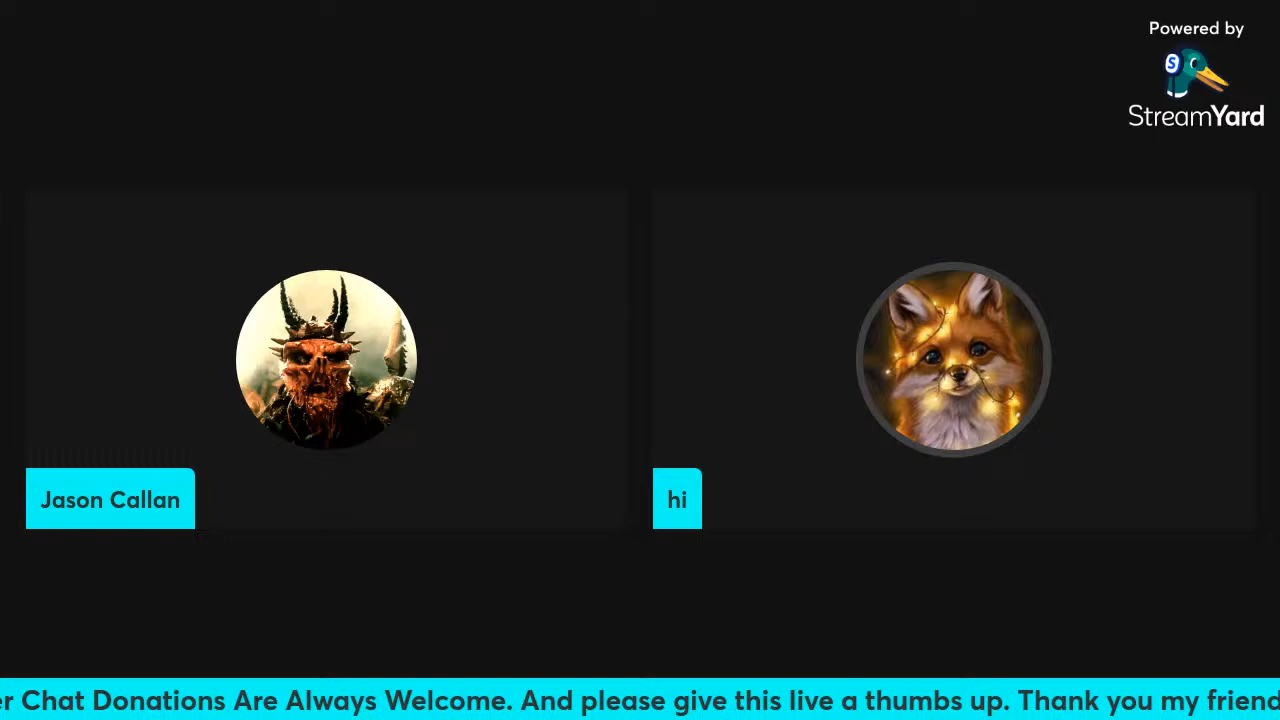 Powered by
StreamYard
Jason Callan
hi
Chat Donations Are Always Welcome. And please give this live a thumbs up. Thank you my